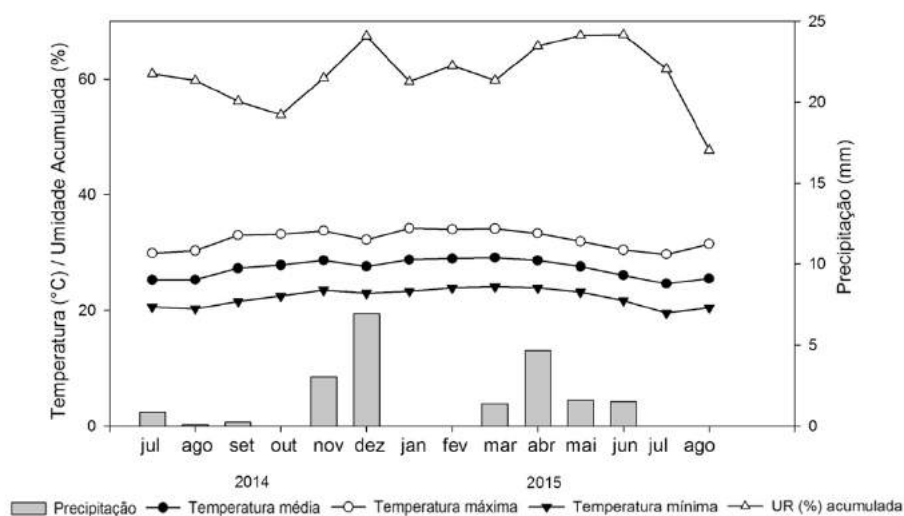 Temperatura (°C) / Umidade Acumulada (%)
60
40
20
0
25
20
15
10
5
0
Precipitação (mm)
jul ago set out nov dez jan fev mar abr mai jun jul ago
2014 2015
Precipitação Temperatura média Temperatura máxima Temperatura mínima UR (%) acumulada